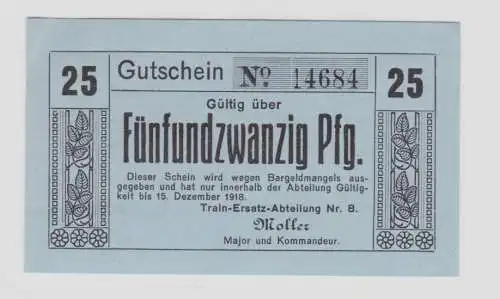 25 Gutschein No 14684 25
Gültig über
Fünfundzwanzig Pfg.
Dieser Schein wird wegen Bargeldmangels aus-
gegeben und hat nur innerhalb der Abteilung Gültig-
keit bis 15. Dezember 1918.
Train-Ersatz-Abteilung Nr. 8.
Moller
Major und Kommandeur.